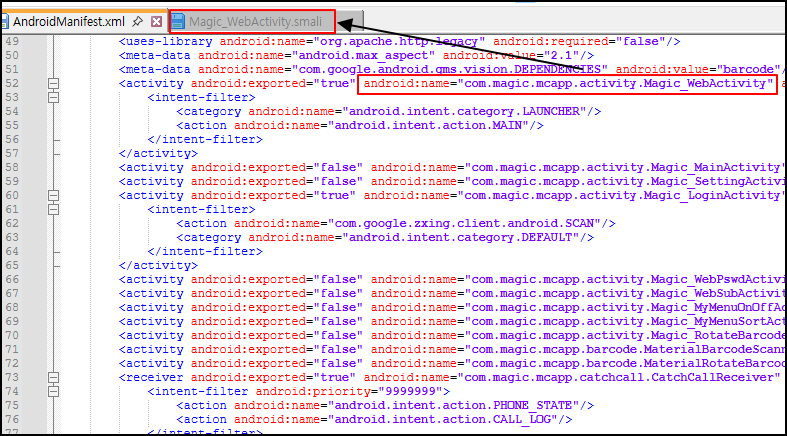 AndroidManifest.xml Magic_WebActivity.smali
49 <uses-library android:name="org.apache.http.legacy" android:required="false"/>
50 <meta-data android:name="android.max_aspect" android:value="2.1"/>
51 <meta-data android:name="com.google.android.gms.vision.DEPENDENCIES" android:value="barcode"/
52 <activity android:exported="true" android:name="com.magic.mcapp.activity.Magic_WebActivity" a
53 <intent-filter>
54 <category android:name="android.intent.category.LAUNCHER"/>
55 <action android:name="android.intent.action.MAIN"/>
56 </intent-filter>
57 </activity>
58 <activity android:exported="false" android:name="com.magic.mcapp.activity.Magic_MainActivity"
59 <activity android:exported="false" android:name="com.magic.mcapp.activity.Magic_SettingActivi
60 <activity android:exported="true" android:name="com.magic.mcapp.activity.Magic_LoginActivity"
61 <intent-filter>
62 <action android:name="com.google.zxing.client.android.SCAN"/>
63 <category android:name="android.intent.category.DEFAULT"/>
64 </intent-filter>
65 </activity>
66 <activity android:exported="false" android:name="com.magic.mcapp.activity.Magic_WebPswdActivi
67 <activity android:exported="false" android:name="com.magic.mcapp.activity.Magic_WebSubActivit
68 <activity android:exported="false" android:name="com.magic.mcapp.activity.Magic_MyMenuOnOffAc
69 <activity android:exported="false" android:name="com.magic.mcapp.activity.Magic_MyMenuSortAct
70 <activity android:exported="false" android:name="com.magic.mcapp.activity.Magic_RotateBarcode
71 <activity android:exported="false" android:name="com.magic.mcapp.barcode.MaterialBarcodeScann
72 <activity android:exported="false" android:name="com.magic.mcapp.barcode.MaterialRotateBarcod
73 <receiver android:exported="true" android:name="com.magic.mcapp.catchcall.CatchCallReceiver"
74 <intent-filter android:priority="9999999">
75 <action android:name="android.intent.action.PHONE_STATE"/>
76 <action android:name="android.intent.action.CALL_LOG"/>
77 </intent-filter>